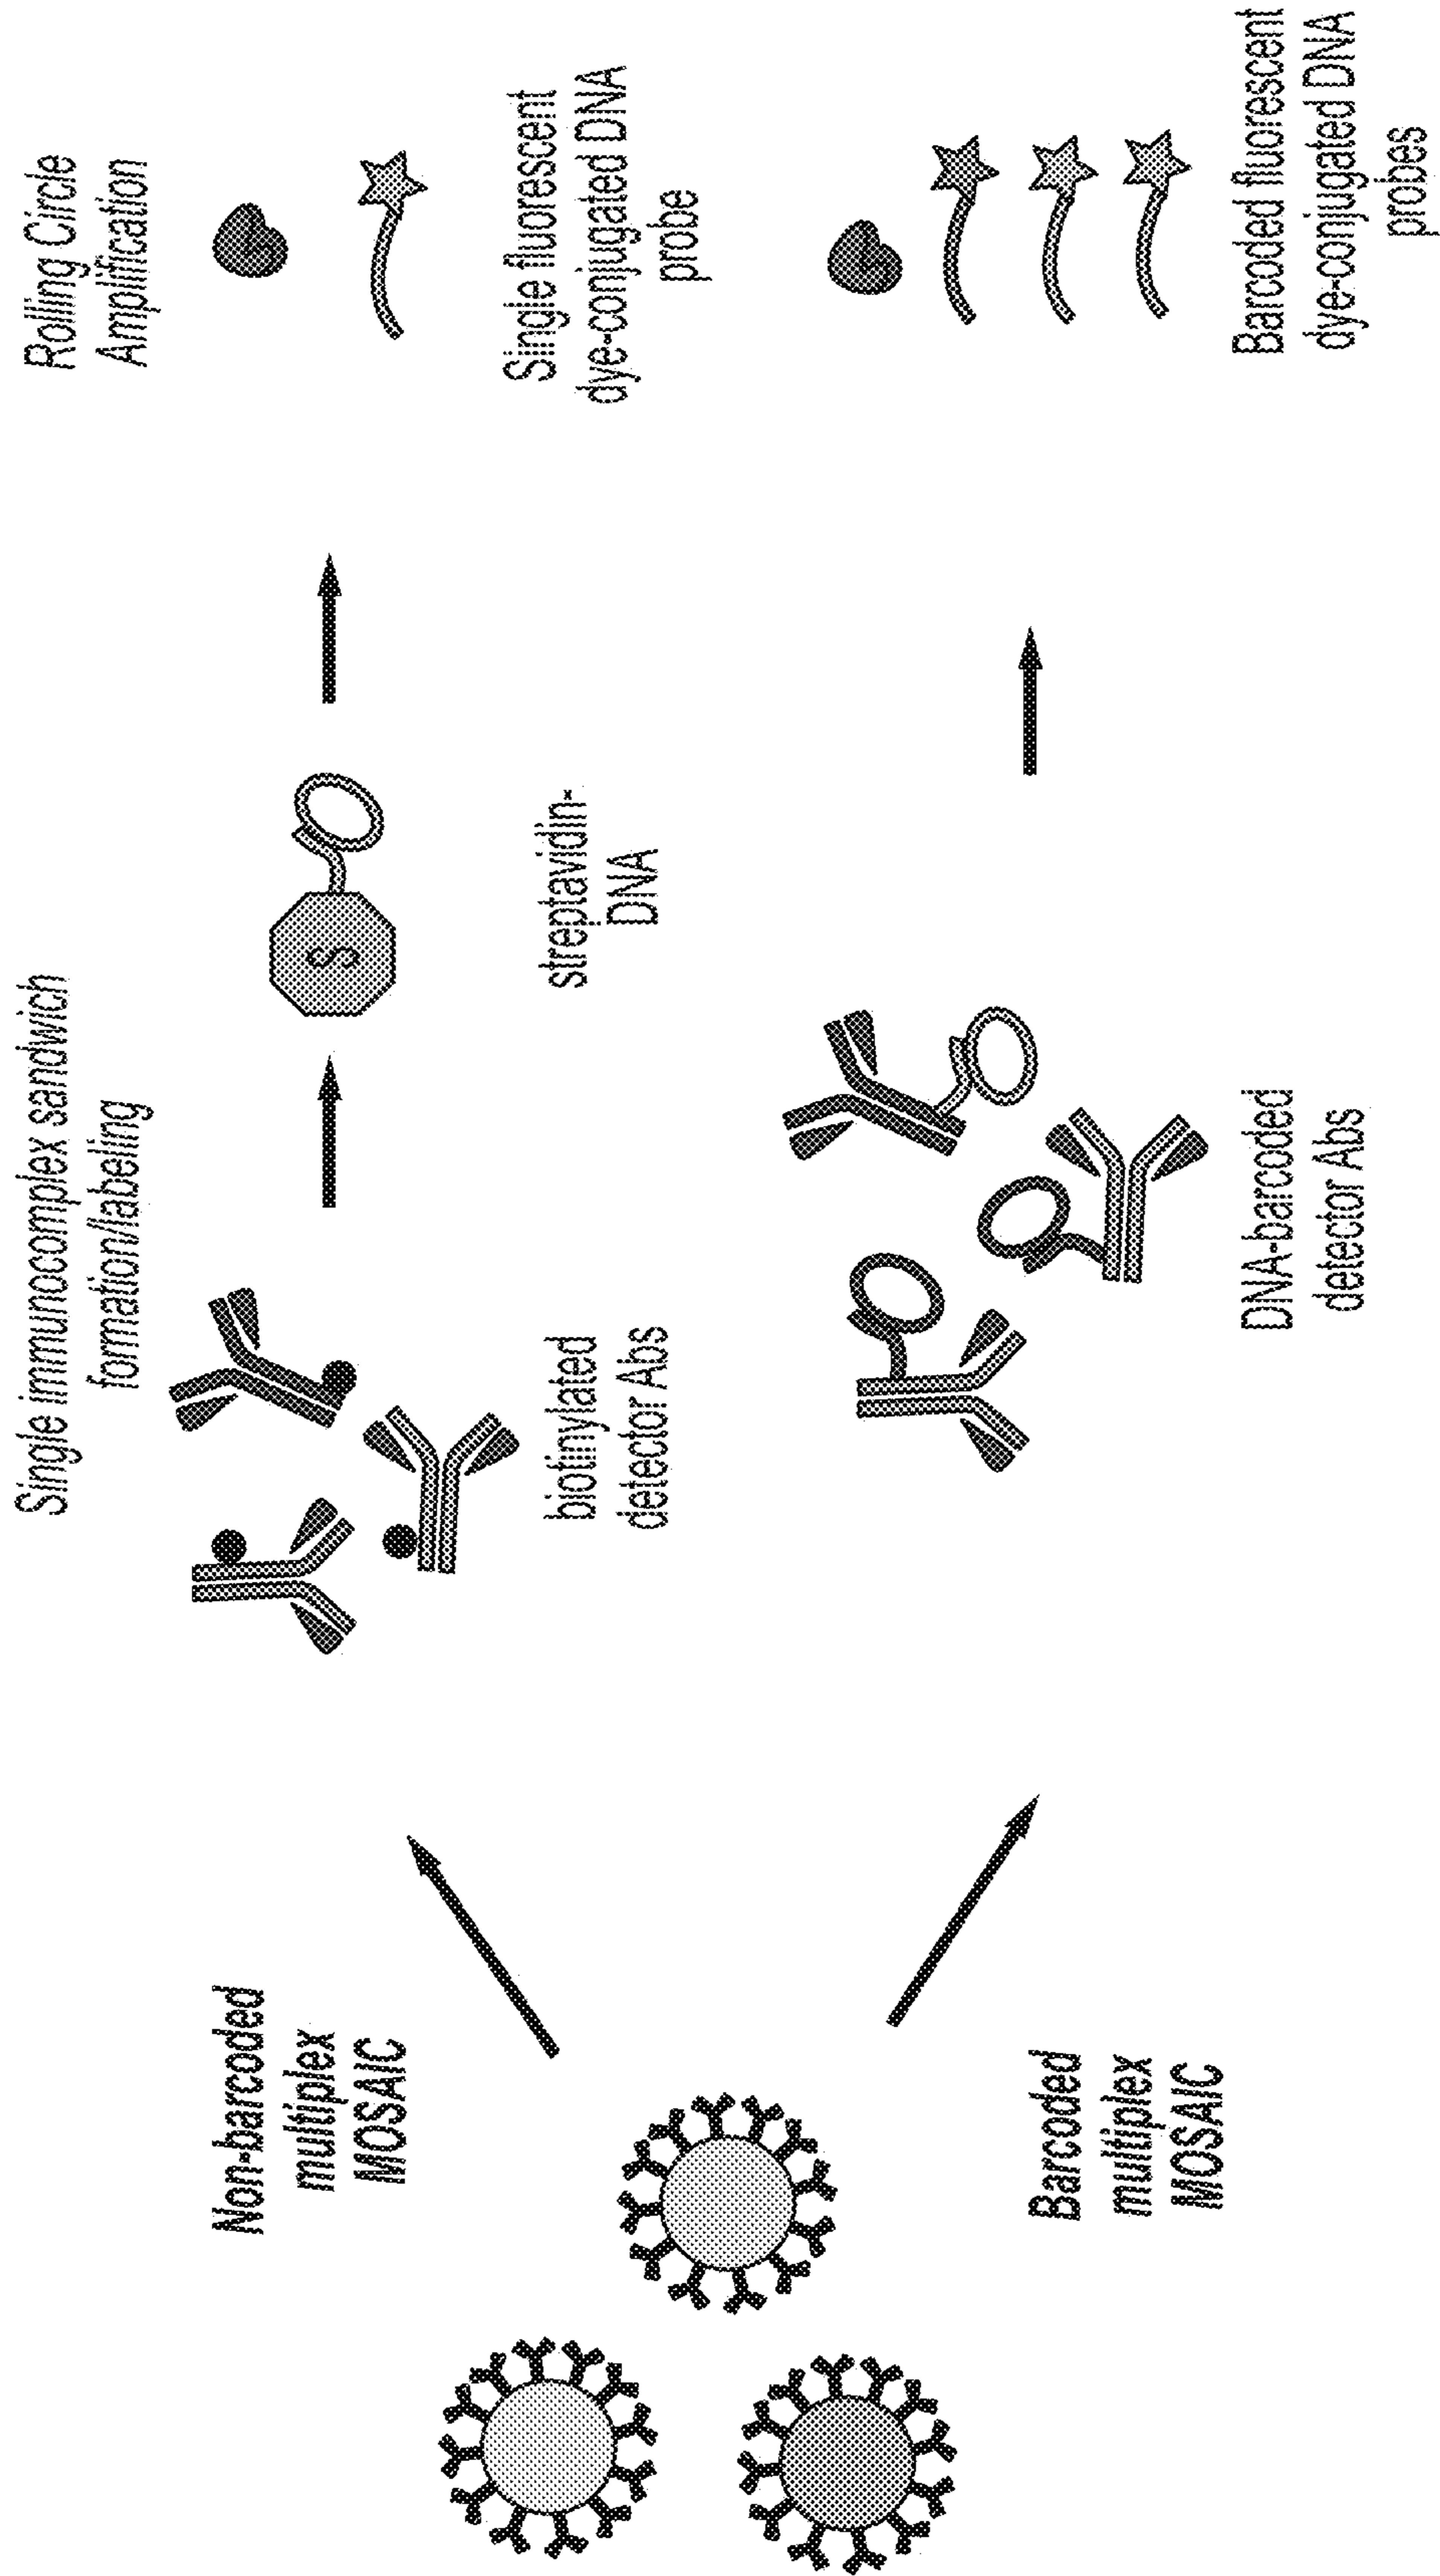 Single immunocomplex sandwich
formation/labeling
Rolling Circle
Amplification
Non-barcoded
multiplex
MOSAIC
biotinylated
detector Abs
S
streptavidin-
DNA
Single fluorescent
dye-conjugated DNA
probe
Barcoded
multiplex
MOSAIC
DNA-barcoded
detector Abs
Barcoded fluorescent
dye-conjugated DNA
probes